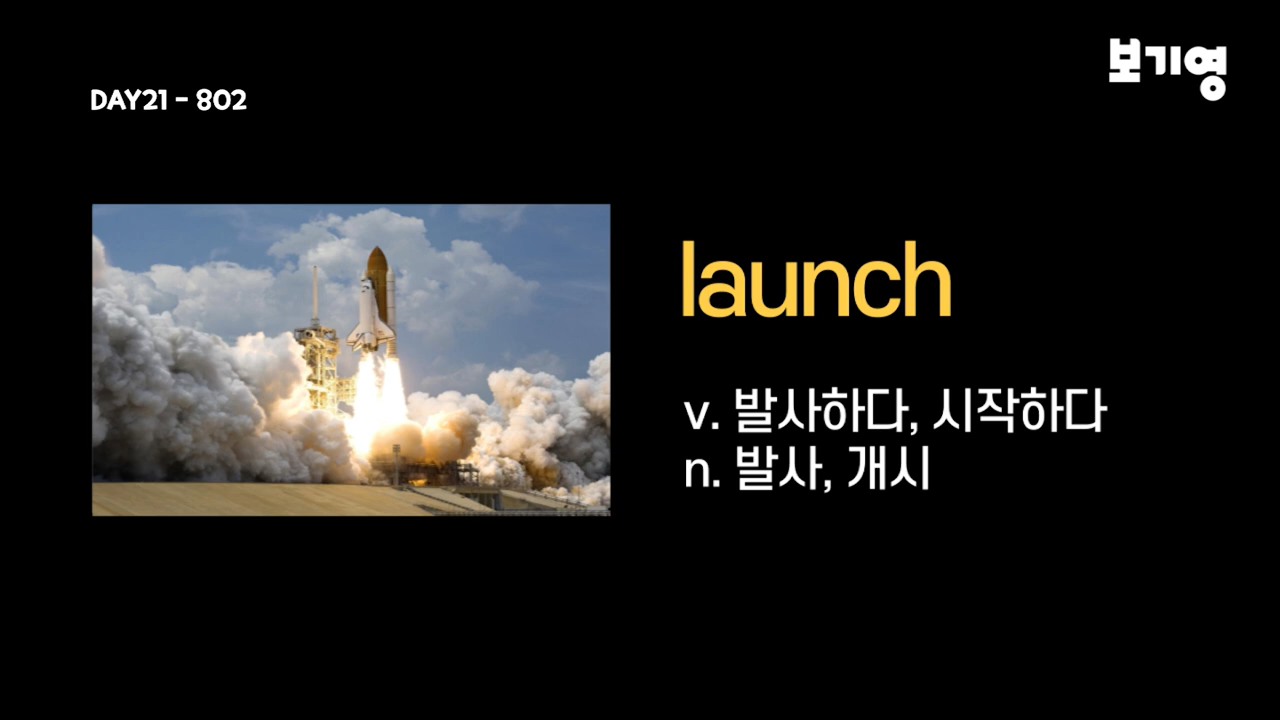 보기영
DAY21 - 802
launch
v. 발사하다, 시작하다
n. 발사, 개시